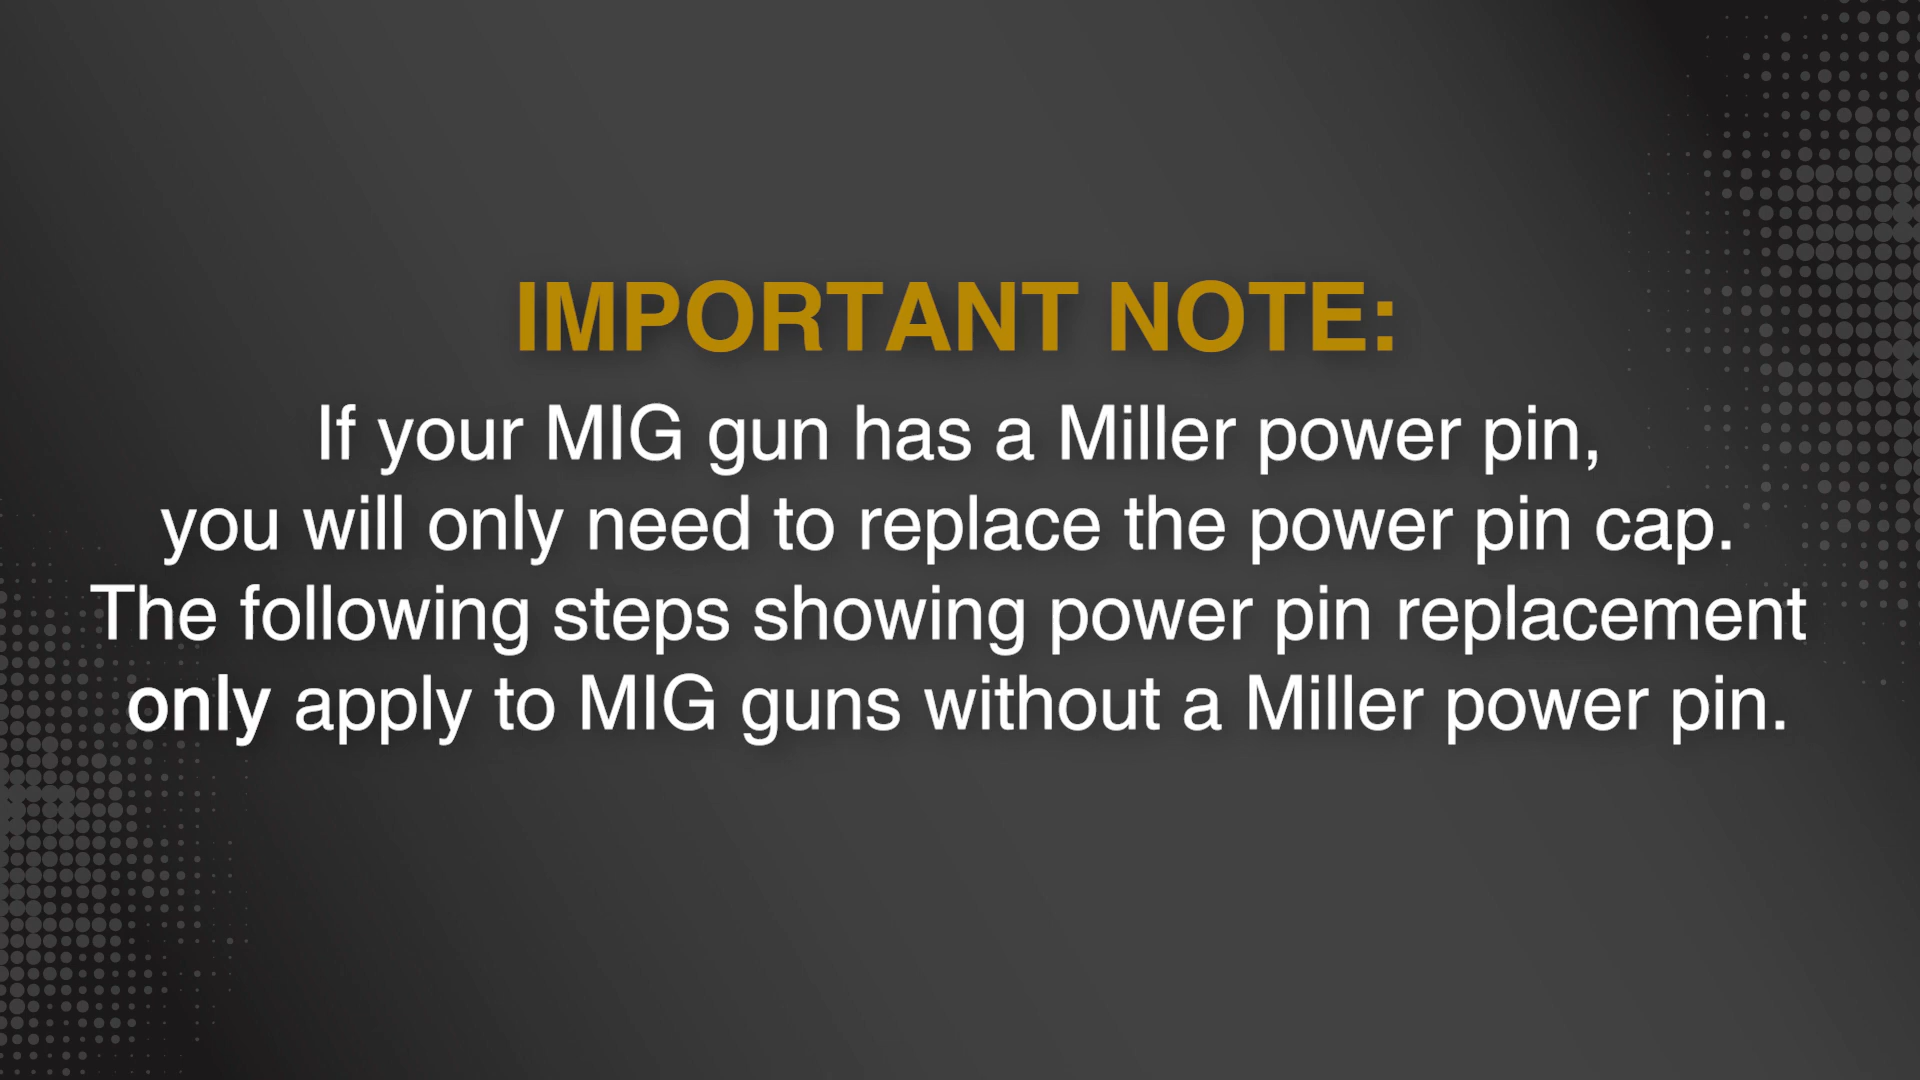 IMPORTANT NOTE:
If your MIG gun has a Miller power pin,
you will only need to replace the power pin cap.
The following steps showing power pin replacement
only apply to MIG guns without a Miller power pin.